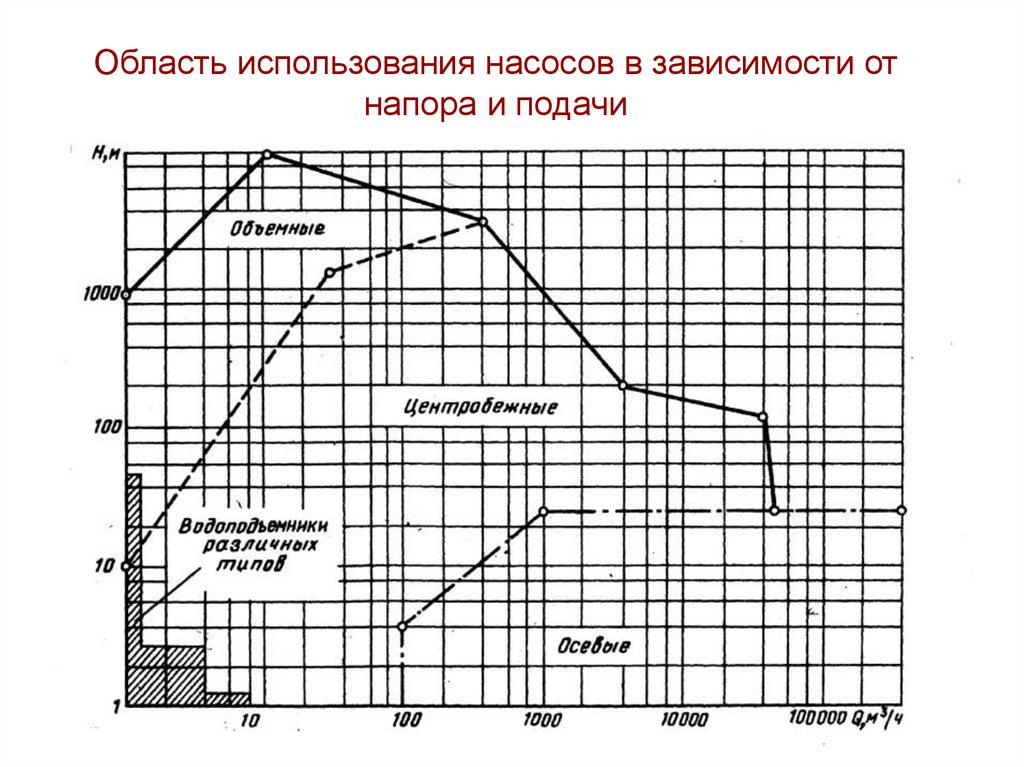 Область использования насосов в зависимости от
напора и подачи
H, м
Объемные
1000
Центробежные
100
Водоподъемники
различных
типов
10
Осевые
1
10 100 1000 10000 100000 Q, м³/ч